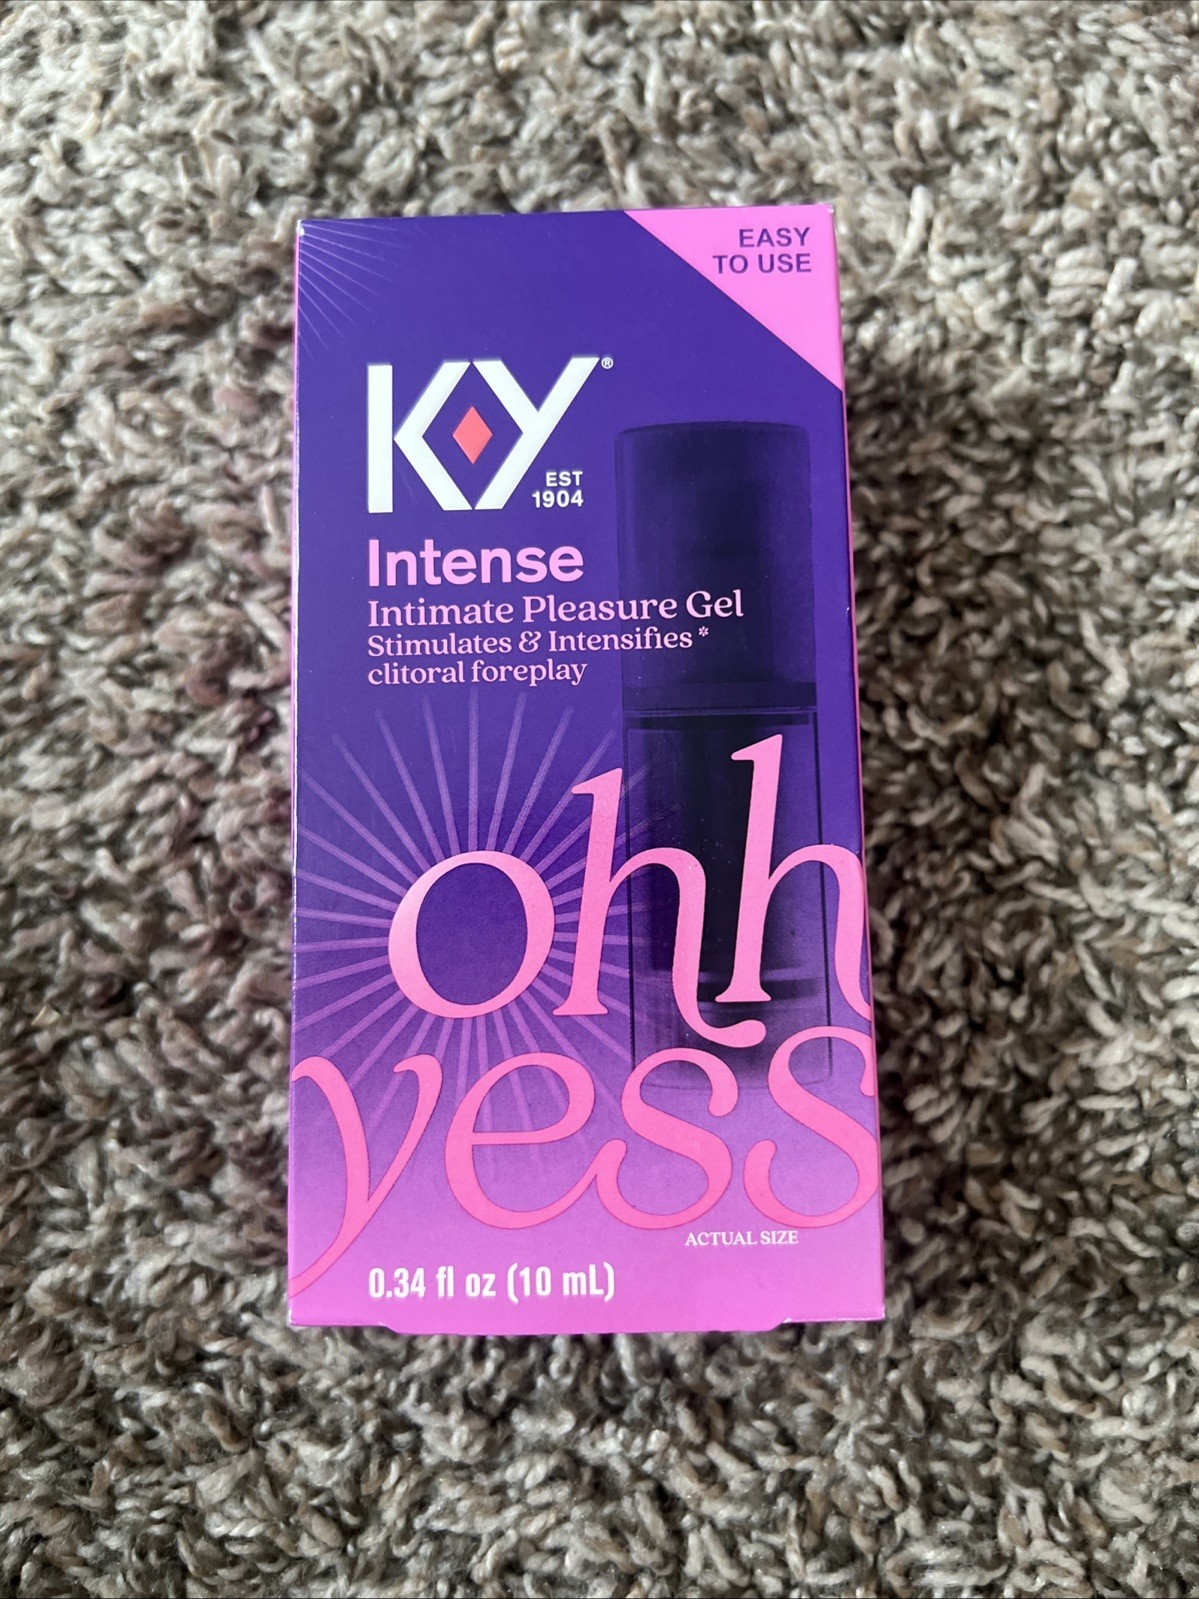 EASY
TO USE
KY®
EST
1904
Intense
Intimate Pleasure Gel
Stimulates & Intensifies*
clitoral foreplay
ohh
yess
ACTUAL SIZE
0.34 fl oz (10 mL)